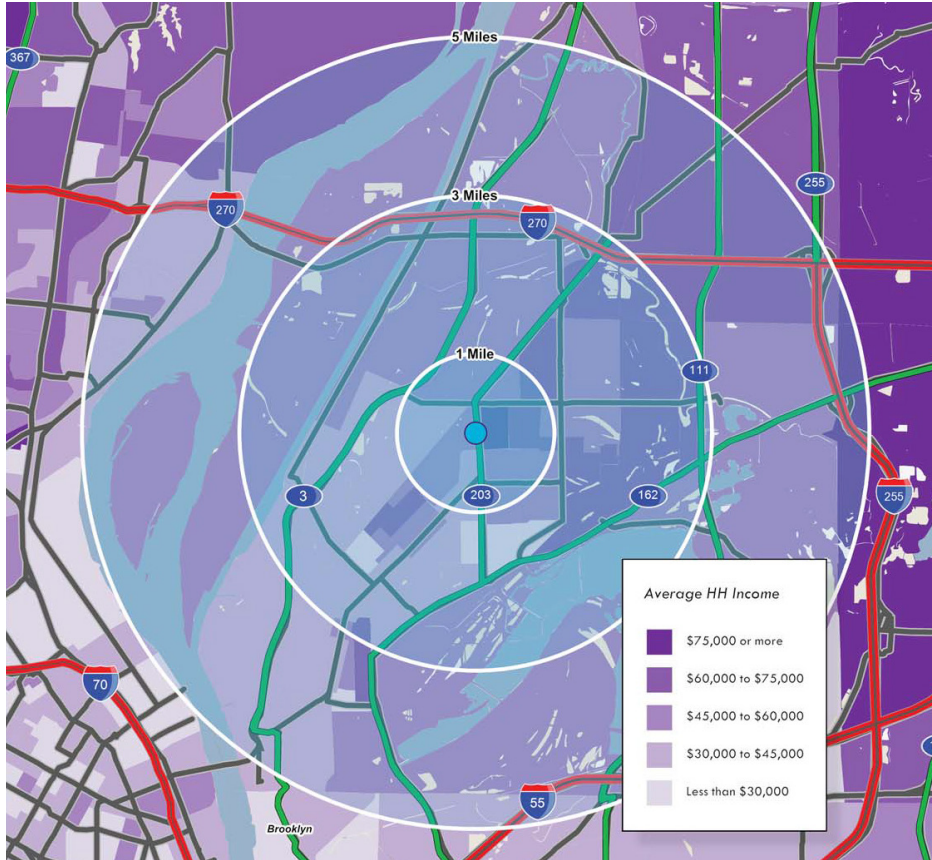 5 Miles
367
255
3 Miles
270
270
1 Mile
111
3
203
162
255
Average HH Income
$75,000 or more
$60,000 to $75,000
$45,000 to $60,000
$30,000 to $45,000
Less than $30,000
70
55
Brooklyn